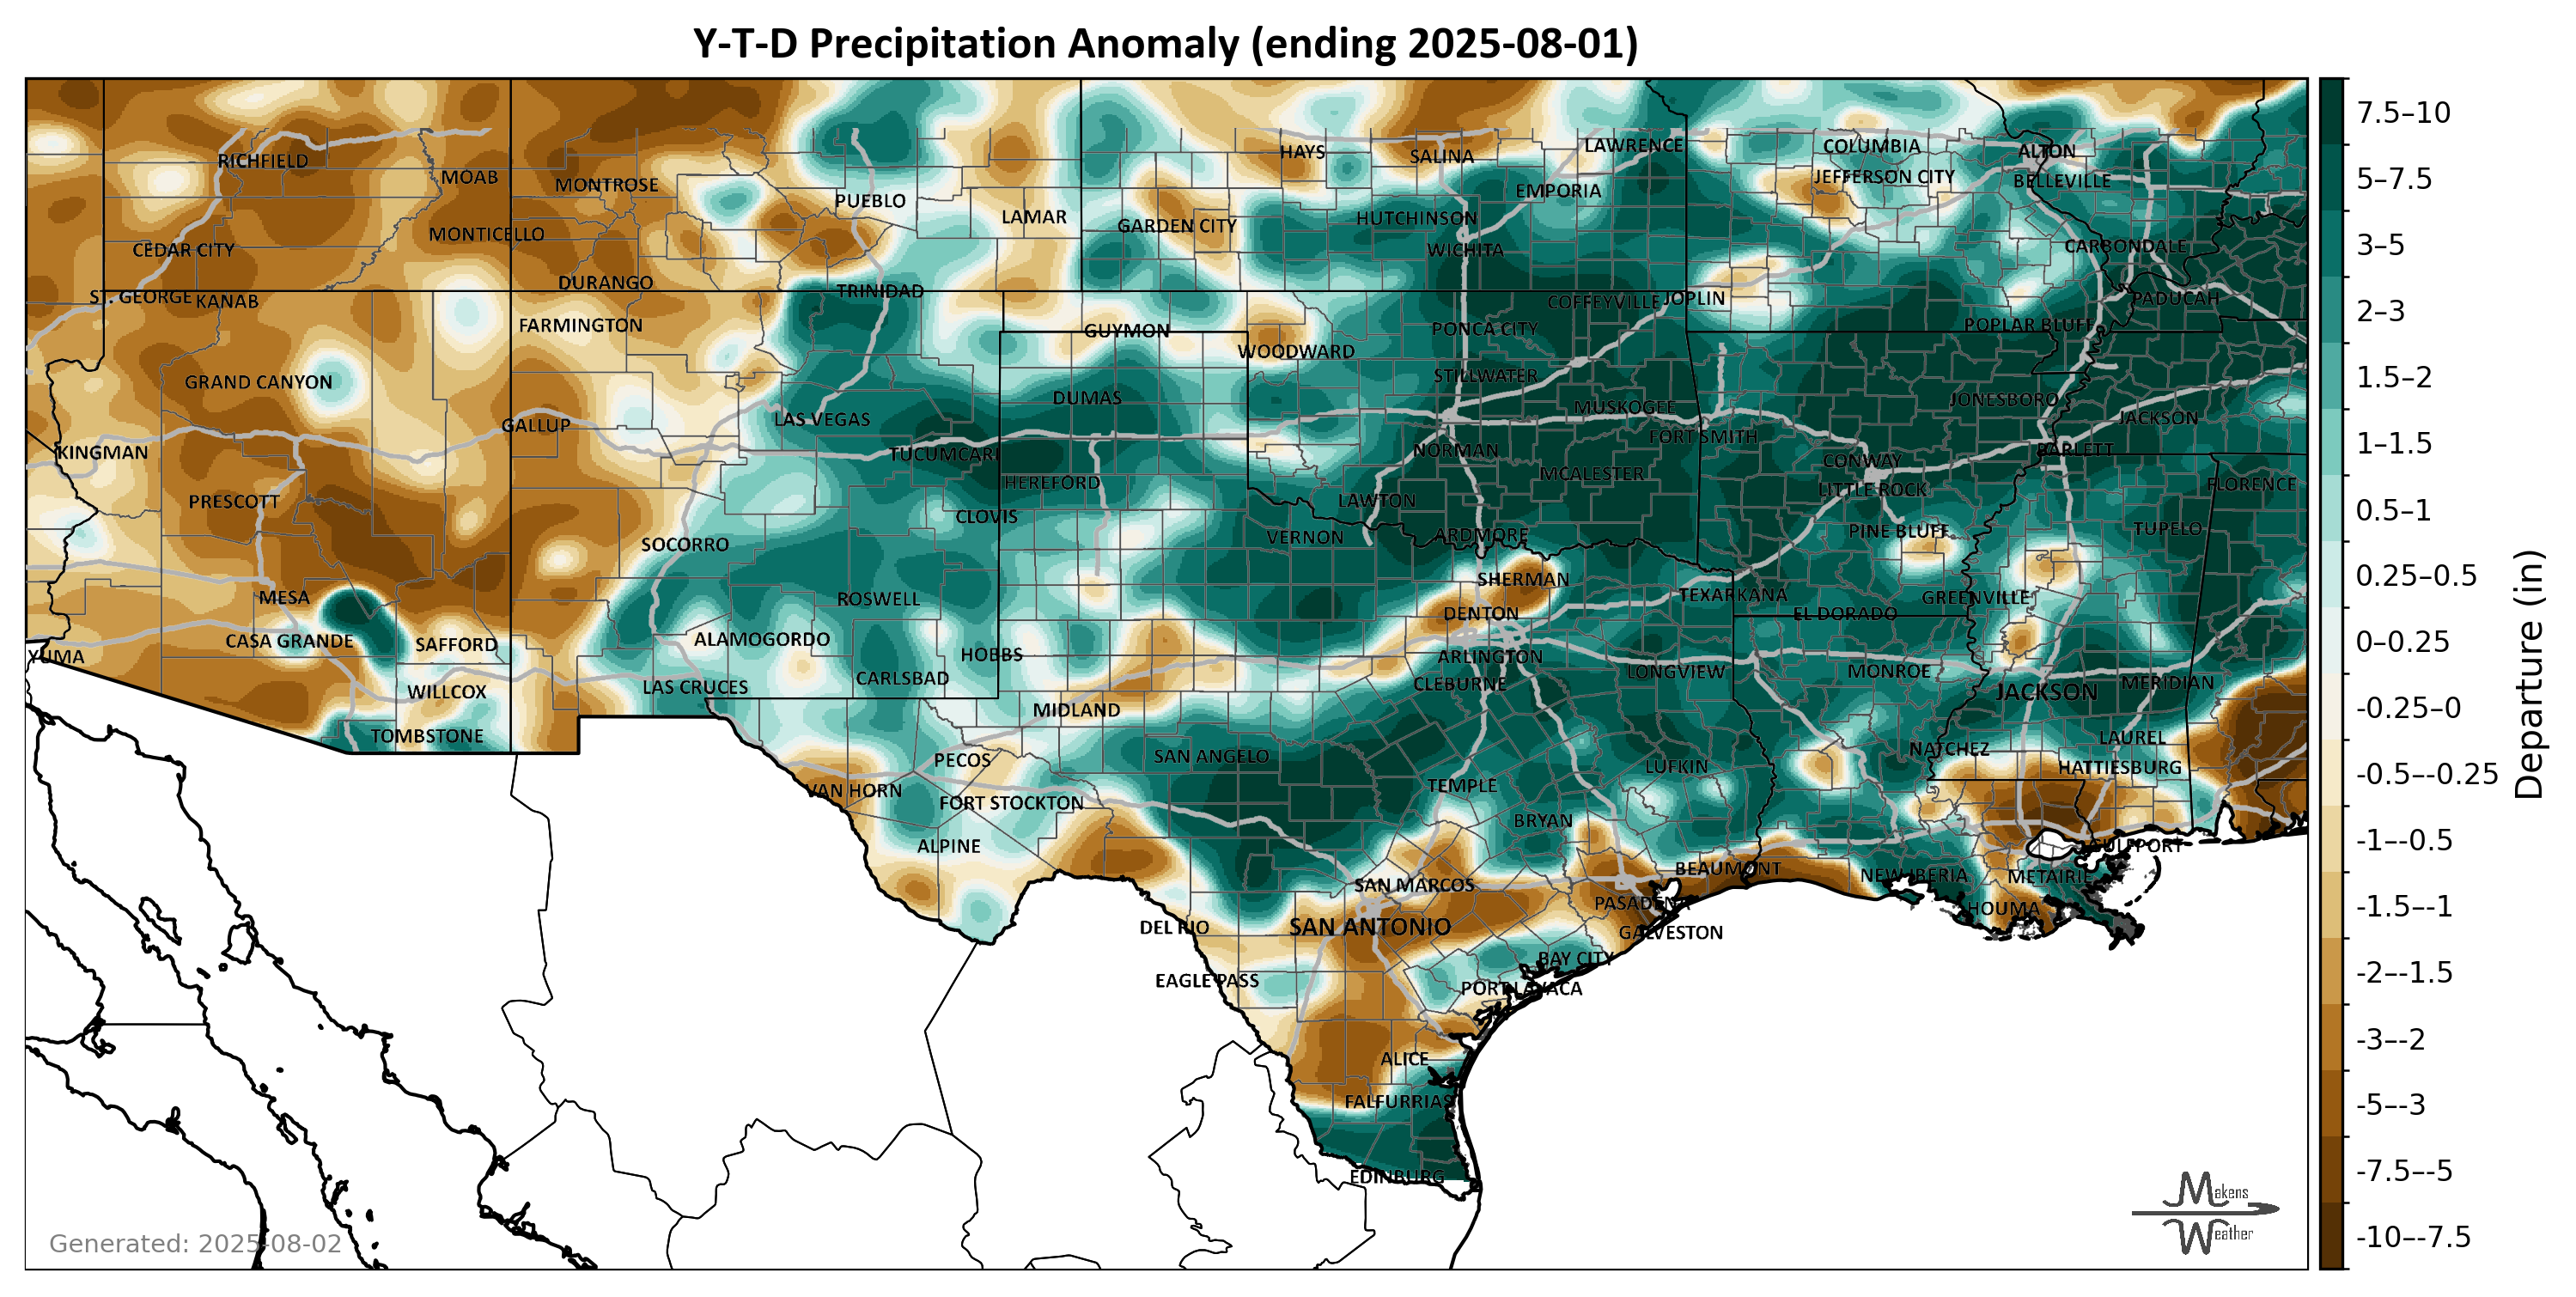 Y-T-D Precipitation Anomaly (ending 2025-08-01)
RICHFIELD
MOAB
MONTROSE
PUEBLO
LAMAR
HAYS
SALINA
LAWRENCE
COLUMBIA
ALTON
JEFFERSON CITY
BELLEVILLE
EMPORIA
GARDEN CITY
HUTCHINSON
WICHITA
MONTICELLO
CEDAR CITY
CARBONDALE
DURANGO
TRINIDAD
ST. GEORGE
KANAB
COFFEYVILLE
JOPLIN
PADUCAH
FARMINGTON
GUYMON
PONCA CITY
POPLAR BLUFF
WOODWARD
GRAND CANYON
STILLWATER
DUMAS
MUSKOGEE
JONESBORO
GALLUP
LAS VEGAS
JACKSON
FORT SMITH
KINGMAN
TUCUMCARI
NORMAN
BARLETT
CONWAY
HEREFORD
MCALESTER
LITTLE ROCK
FLORENCE
PRESCOTT
LAWTON
CLOVIS
PINE BLUFF
TUPELO
SOCORRO
VERNON
ARDMORE
SHERMAN
MESA
ROSWELL
TEXARKANA
GREENVILLE
DENTON
EL DORADO
CASA GRANDE
SAFFORD
ALAMOGORDO
YUMA
HOBBS
ARLINGTON
LONGVIEW
MONROE
CARLSBAD
CLEBURNE
MERIDIAN
WILLCOX
LAS CRUCES
JACKSON
MIDLAND
TOMBSTONE
LAUREL
NATCHEZ
PECOS
SAN ANGELO
LUFKIN
HATTIESBURG
VAN HORN
TEMPLE
FORT STOCKTON
BRYAN
ALPINE
GULFPORT
BEAUMONT
NEW IBERIA
METAIRIE
SAN MARCOS
PASADENA
HOUMA
DEL RIO
SAN ANTONIO
GALVESTON
BAY CITY
EAGLE PASS
PORT LAVACA
ALICE
FALFURRIAS
EDINBURG
Generated: 2025-08-02
Makens
Weather
7.5–10
5–7.5
3–5
2–3
1.5–2
1–1.5
0.5–1
0.25–0.5
0–0.25
-0.25–0
-0.5–-0.25
-1–-0.5
-1.5–-1
-2–-1.5
-3–-2
-5–-3
-7.5–-5
-10–-7.5
Departure (in)